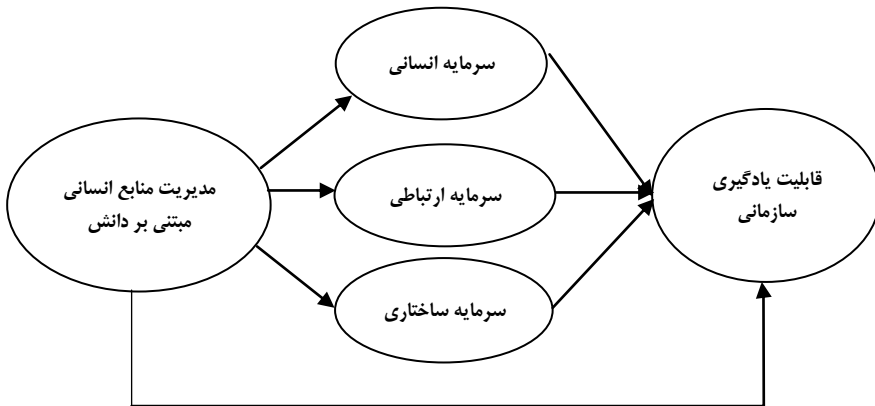 سرمایه انسانی
مدیریت منابع انسانی
مبتنی بر دانش
سرمایه ارتباطی
قابلیت یادگیری
سازمانی
سرمایه ساختاری